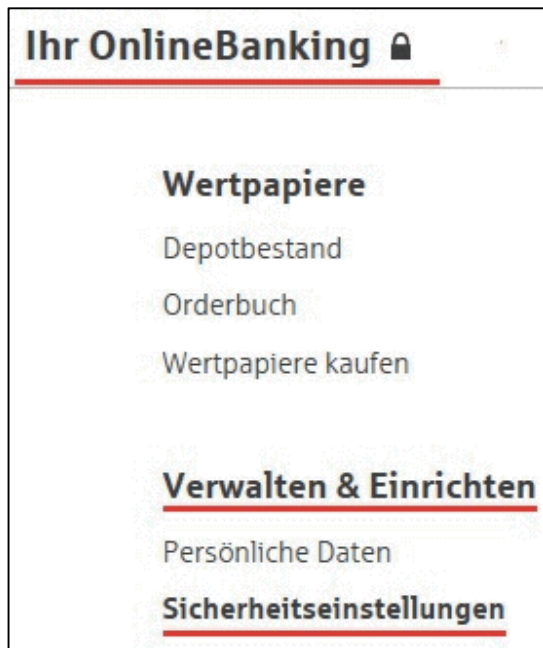 Ihr OnlineBanking
Wertpapiere
Depotbestand
Orderbuch
Wertpapiere kaufen
Verwalten & Einrichten
Persönliche Daten
Sicherheitseinstellungen